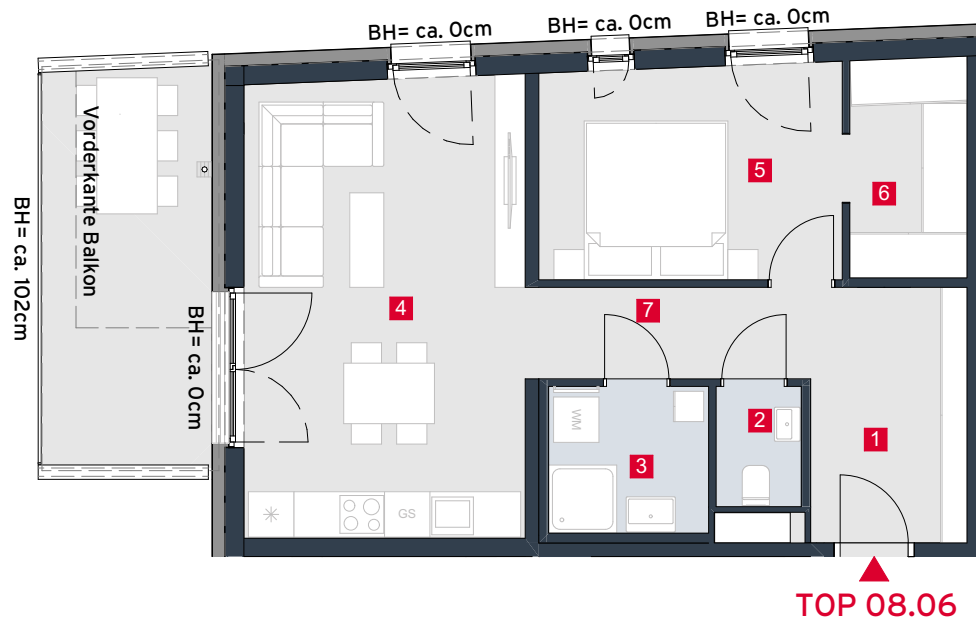 BH= ca. 0cm
BH= ca. 0cm
BH= ca. 0cm
Vorderkante Balkon
BH= ca. 102cm
BH= ca. 0cm
5
6
4
7
2
1
3
WM
GS
TOP 08.06